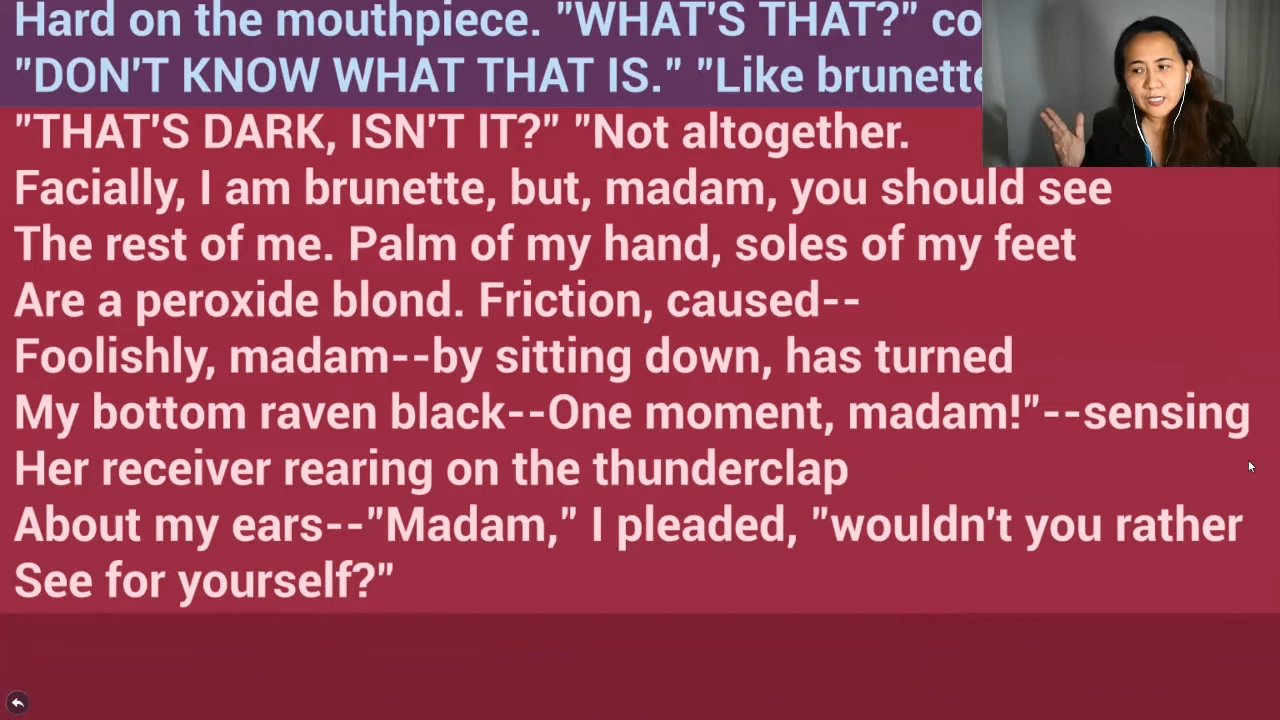 Hard on the mouthpiece. "WHAT'S THAT?" co
"DON'T KNOW WHAT THAT IS." "Like brunette
"THAT'S DARK, ISN'T IT?" "Not altogether.
Facially, I am brunette, but, madam, you should see
The rest of me. Palm of my hand, soles of my feet
Are a peroxide blond. Friction, caused--
Foolishly, madam--by sitting down, has turned
My bottom raven black--One moment, madam!"--sensing
Her receiver rearing on the thunderclap
About my ears--"Madam," I pleaded, "wouldn't you rather
See for yourself?"